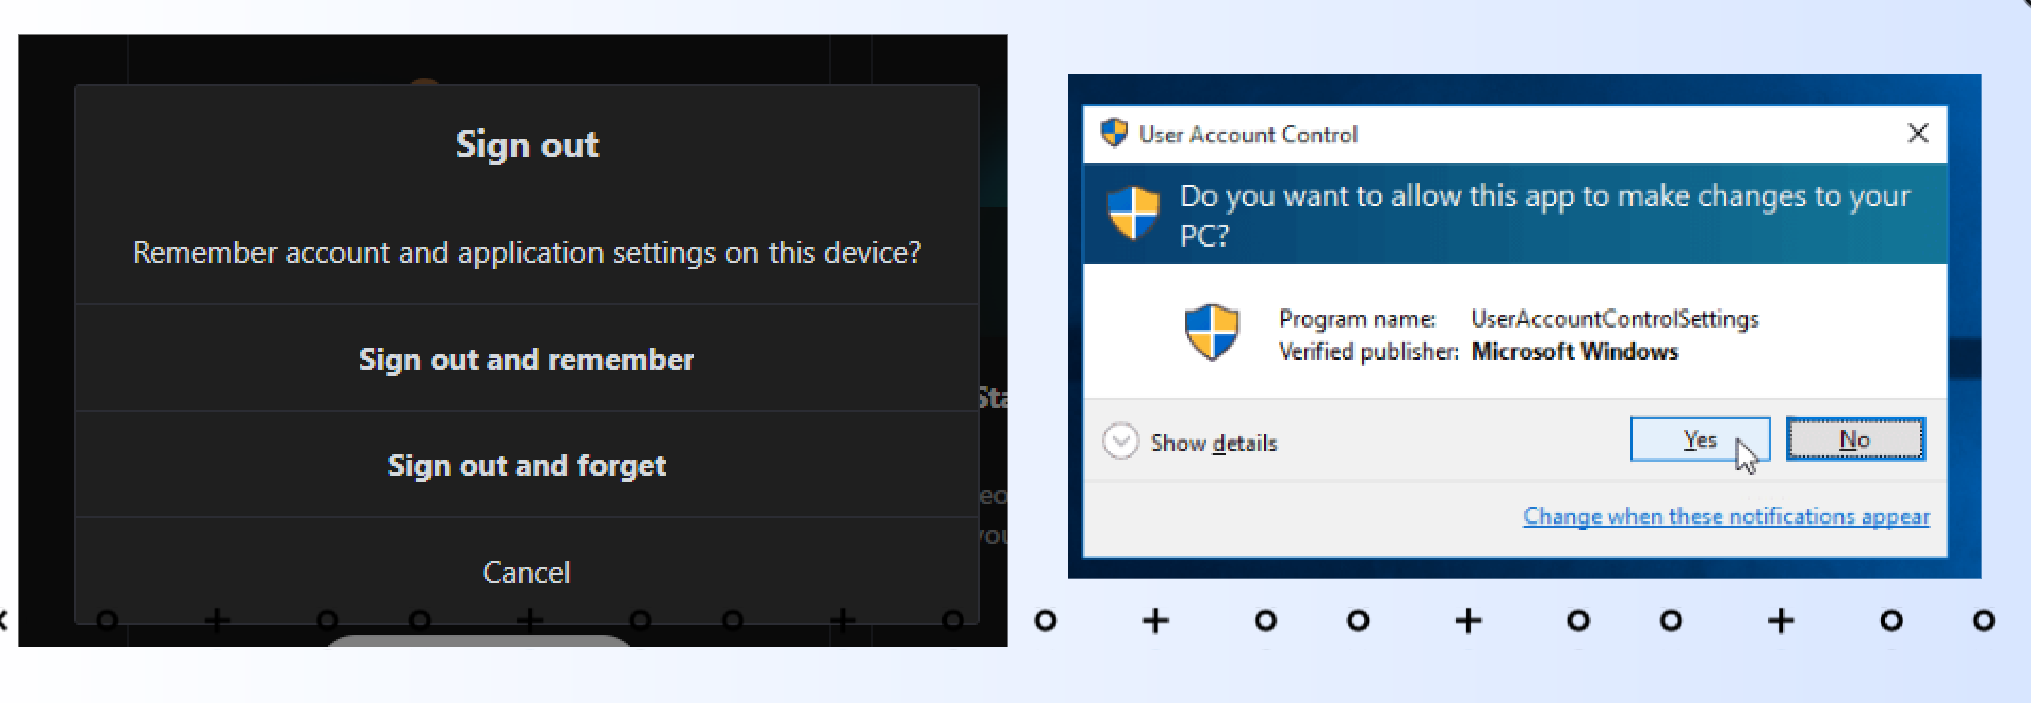 Sign out
Remember account and application settings on this device?
Sign out and remember
Sign out and forget
Cancel
User Account Control
Do you want to allow this app to make changes to your
PC?
Program name: UserAccountControlSettings
Verified publisher: Microsoft Windows
Show details
Yes
No
Change when these notifications appear